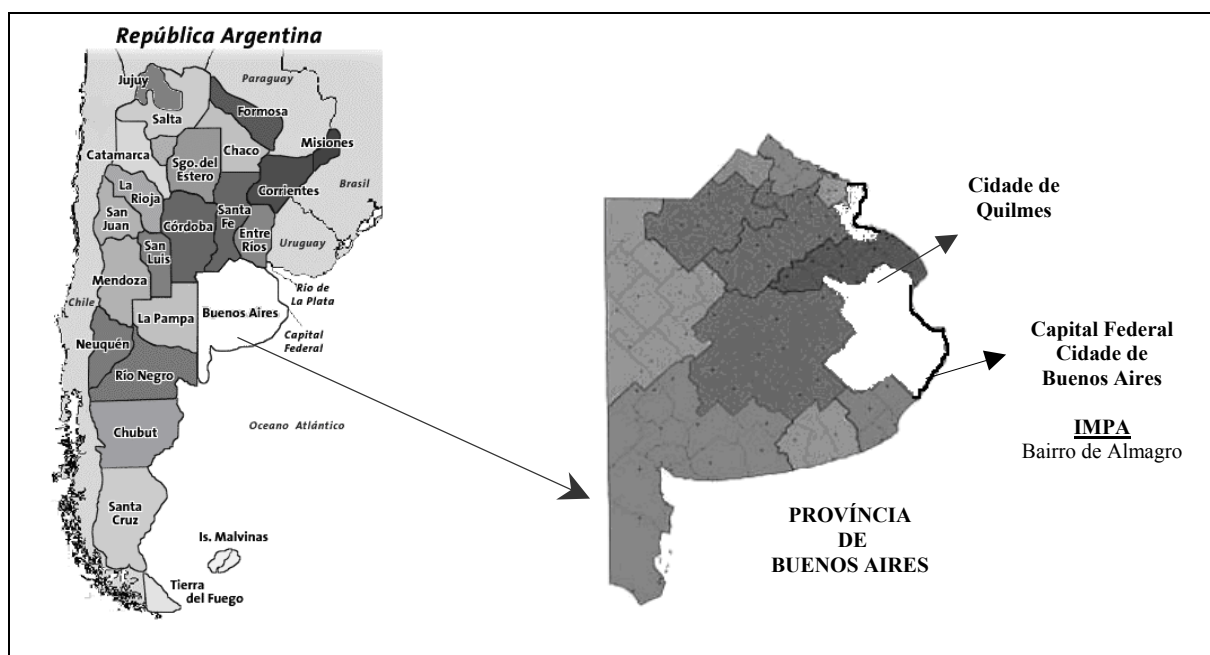 República Argentina
Paraguay
Jujuy
Formosa
Salta
Misiones
Chaco
Catamarca
Sgo. del
Estero
Corrientes
Brasil
La
Rioja
San
Juan
Córdoba
Santa
Fe
Entre
Ríos
Uruguay
San
Luis
Mendoza
Chile
Río de
La Plata
La Pampa
Buenos Aires
Capital
Federal
Neuquén
Río Negro
Chubut
Oceano Atlántico
Santa
Cruz
Is. Malvinas
Tierra
del Fuego
Cidade de
Quilmes
Capital Federal
Cidade de
Buenos Aires
IMPA
Bairro de Almagro
PROVÍNCIA
DE
BUENOS AIRES